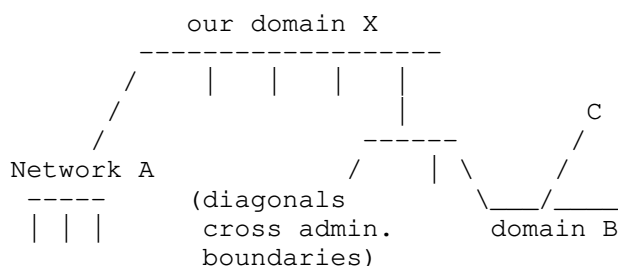 our domain X
C
Network A
(diagonals
cross admin. domain B
boundaries)